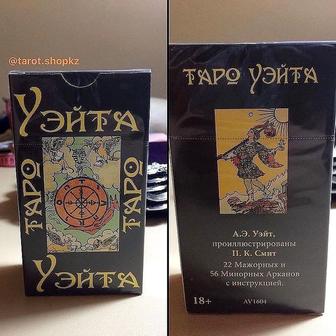 @tarot.shopkz
Уэйта
ТАРО
ТАРО
Уэйта
ТАРО УЭЙТА
А.Э. Уэйт,
проиллюстрированы
П. К. Смит
22 Мажорных и
56 Минорных Арканов
с инструкцией.
18+
AV1604